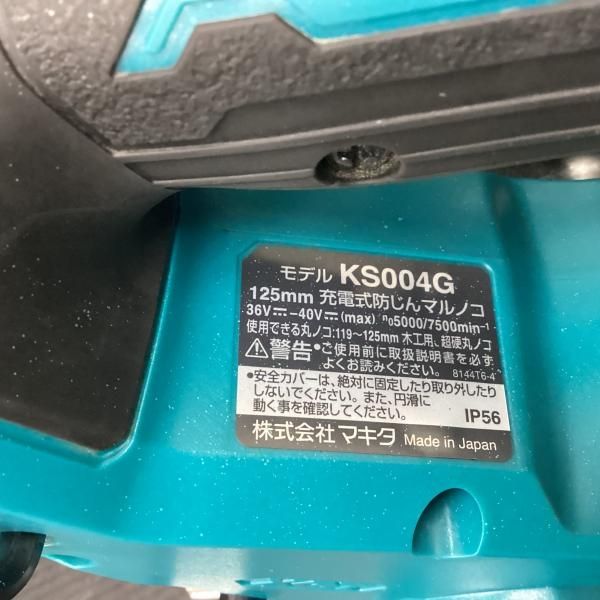 モデル KS004G
125mm 充電式防じんマルノコ
36V⎓-40V⎓(max) n₀5000/7500min⁻¹
使用できる丸ノコ:119~125mm 木工用、超硬丸ノコ
⚠警告・ご使用前に取扱説明書を必ず
よくお読みください。 8144T6-4
・安全カバーは、絶対に固定したり取り外したり
しないでください。また、円滑に
動く事を確認してください。 IP56
株式会社 マキタ Made in Japan